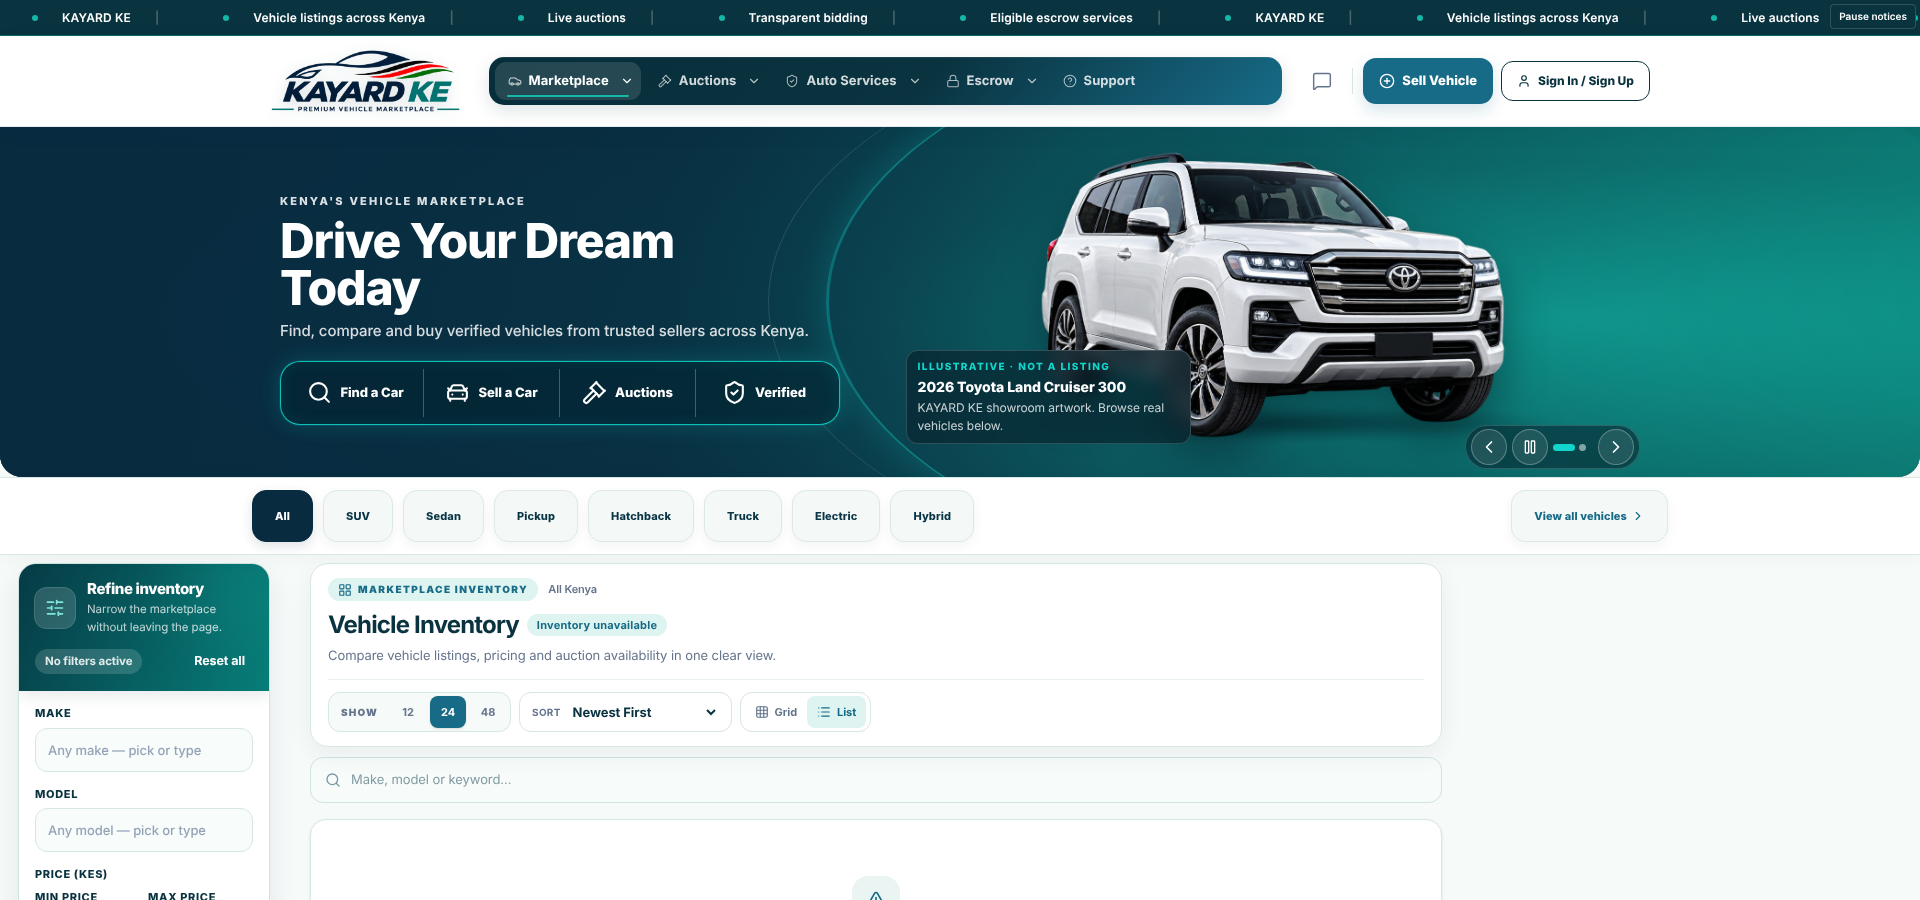 KAYARD KE
Vehicle listings across Kenya
Live auctions
Transparent bidding
Eligible escrow services
KAYARD KE
Vehicle listings across Kenya
Live auctions
Pause notices
KAYARD KE
PREMIUM VEHICLE MARKETPLACE
Marketplace
Auctions
Auto Services
Escrow
Support
Sell Vehicle
Sign In / Sign Up
KENYA'S VEHICLE MARKETPLACE
Drive Your Dream
Today
Find, compare and buy verified vehicles from trusted sellers across Kenya.
Find a Car
Sell a Car
Auctions
Verified
ILLUSTRATIVE · NOT A LISTING
2026 Toyota Land Cruiser 300
KAYARD KE showroom artwork. Browse real
vehicles below.
All
SUV
Sedan
Pickup
Hatchback
Truck
Electric
Hybrid
View all vehicles
Refine inventory
Narrow the marketplace
without leaving the page.
No filters active
Reset all
MAKE
Any make — pick or type
MODEL
Any model — pick or type
PRICE (KES)
MIN PRICE
MAX PRICE
MARKETPLACE INVENTORY
All Kenya
Vehicle Inventory
Inventory unavailable
Compare vehicle listings, pricing and auction availability in one clear view.
SHOW
12
24
48
SORT
Newest First
Grid
List
Make, model or keyword...